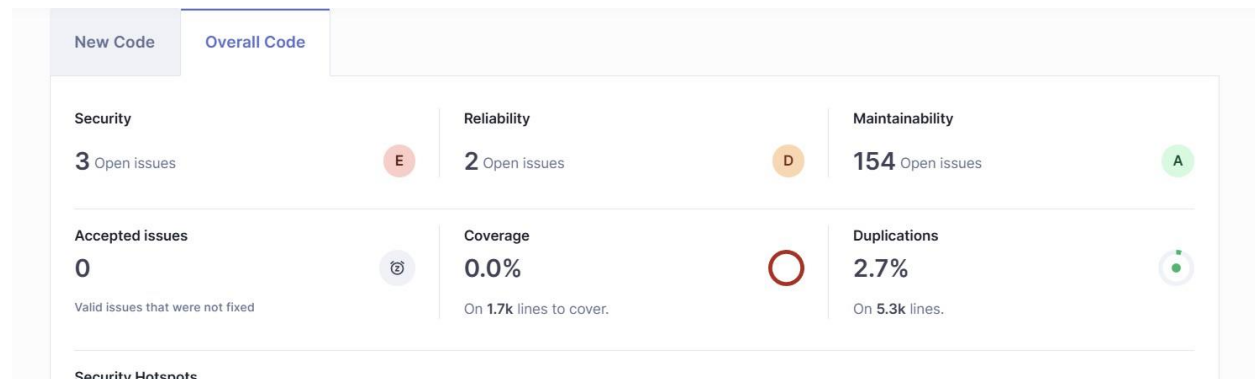 New Code
Overall Code
Security
3 Open issues
E
Reliability
2 Open issues
D
Maintainability
154 Open issues
A
Accepted issues
0
Valid issues that were not fixed
Coverage
0.0%
On 1.7k lines to cover.
Duplications
2.7%
On 5.3k lines.
Security Hotspots